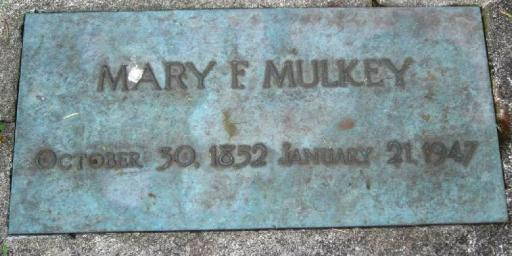 MARY F MULKEY
OCTOBER 30, 1852 JANUARY 21, 1947